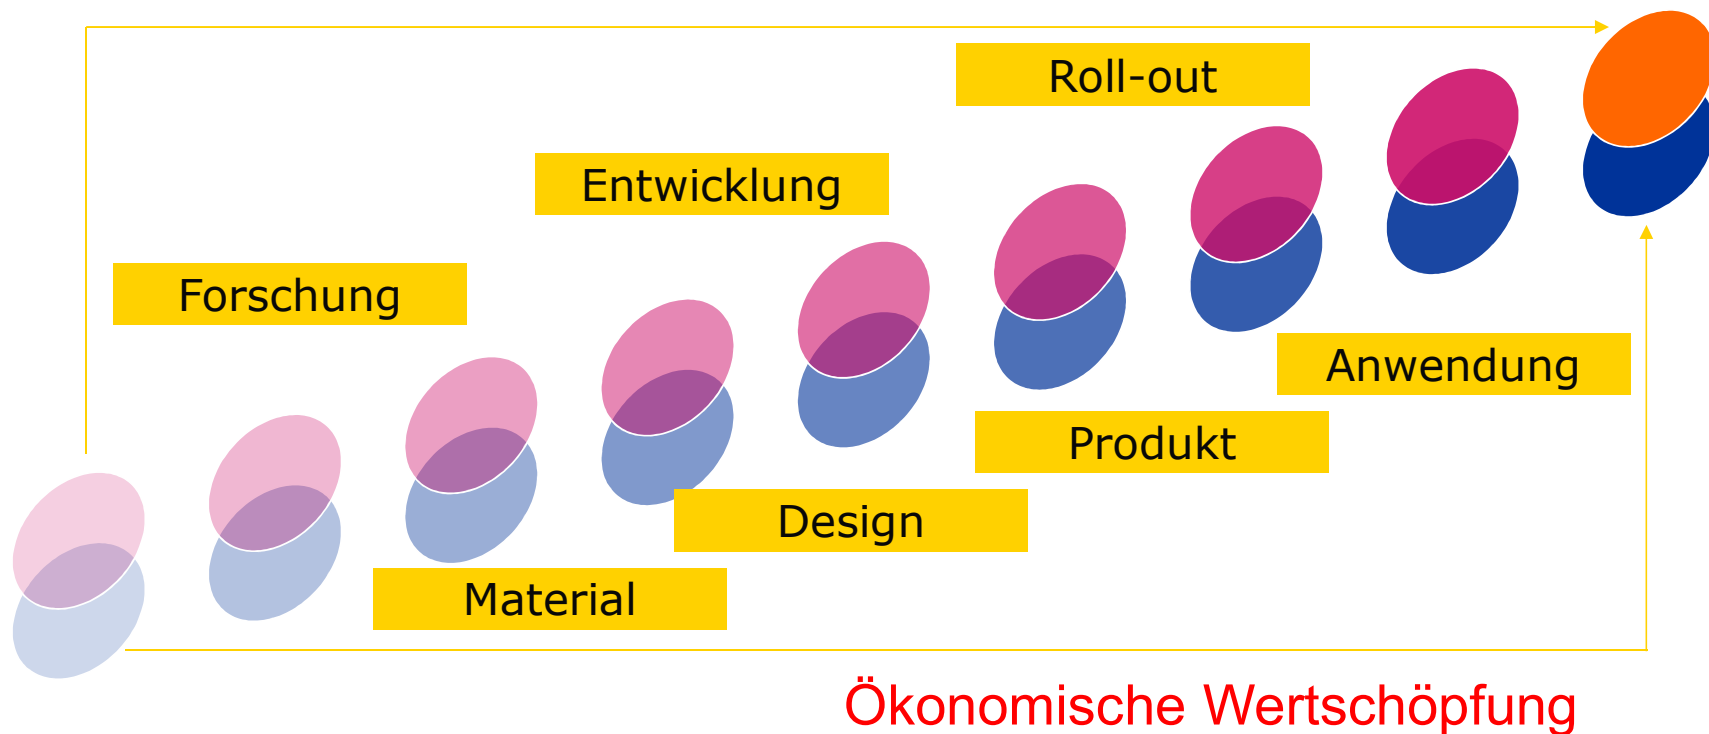 Roll-out
Entwicklung
Forschung
Anwendung
Produkt
Design
Material
Ökonomische Wertschöpfung